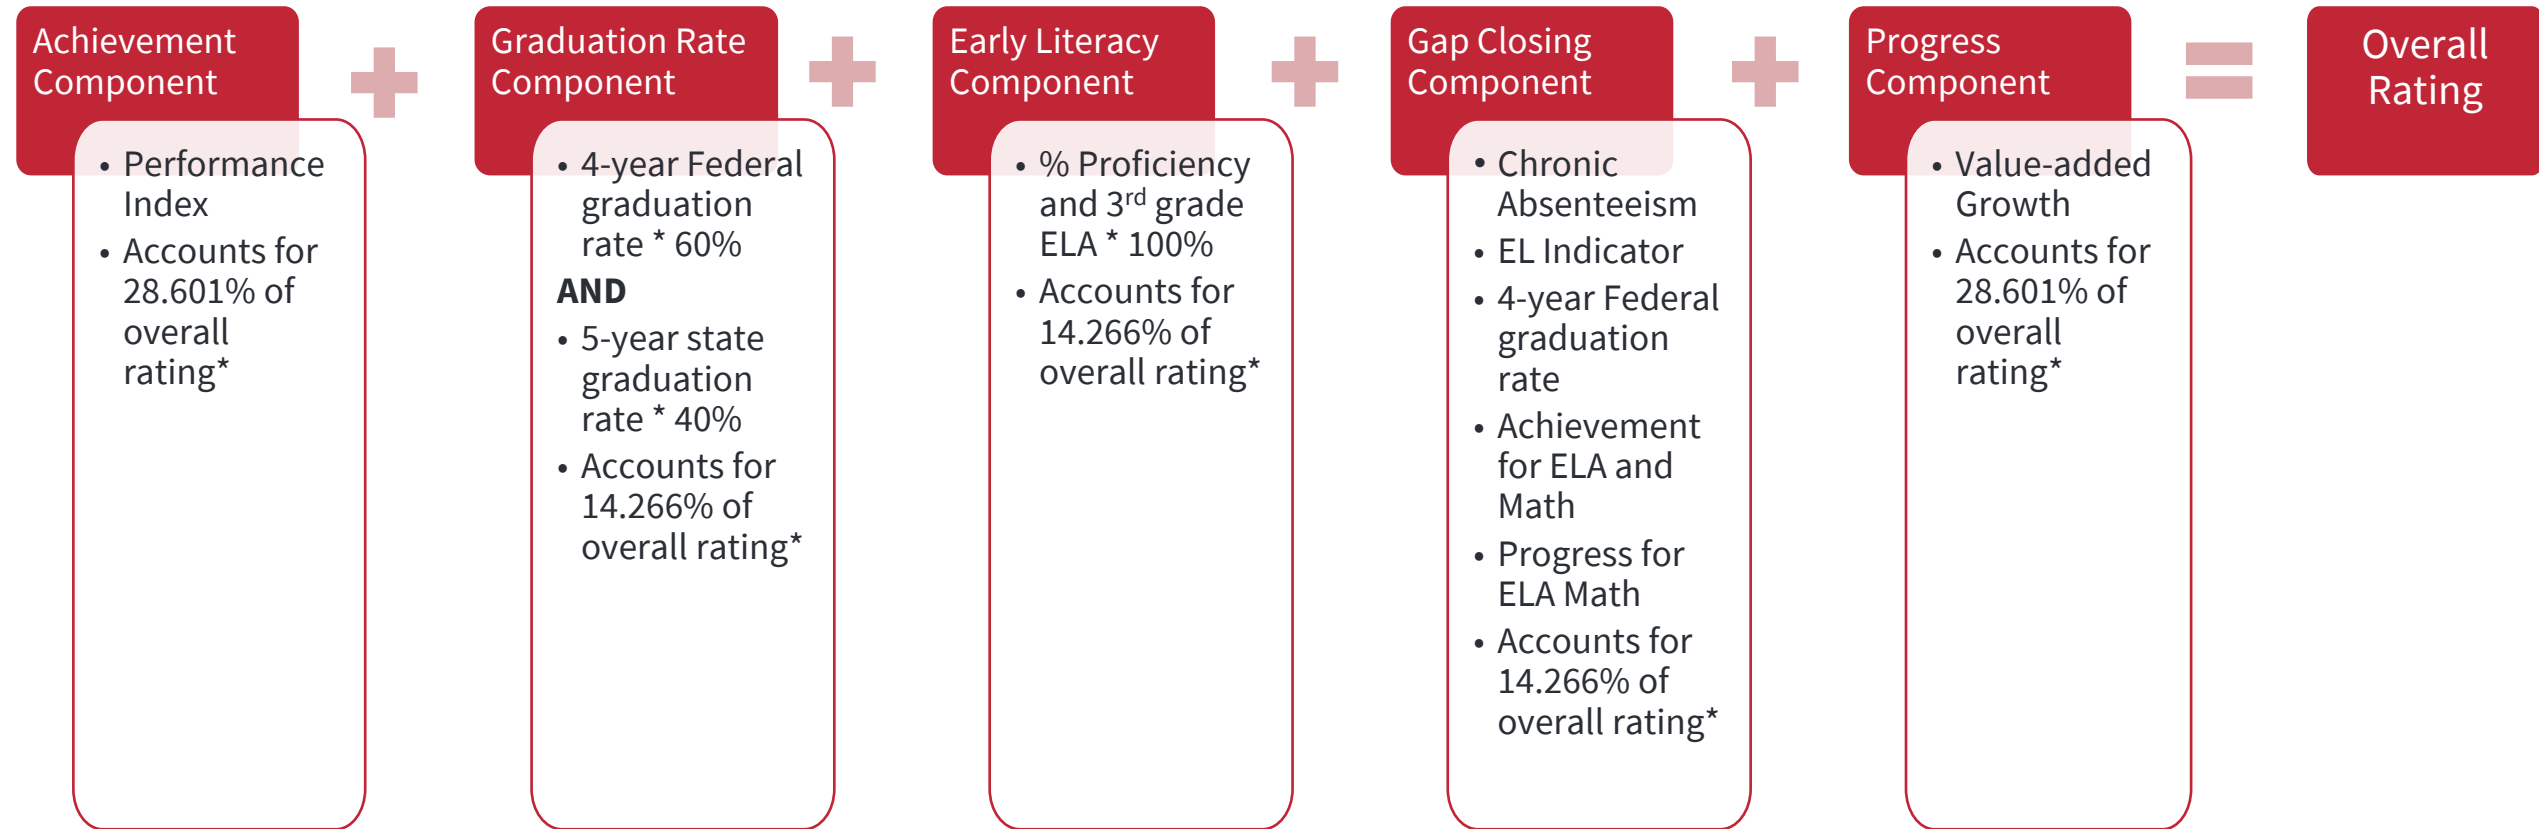 Achievement
Component
• Performance
Index
• Accounts for
28.601% of
overall
rating*
Graduation Rate
Component
• 4-year Federal
graduation
rate * 60%
AND
• 5-year state
graduation
rate * 40%
• Accounts for
14.266% of
overall rating*
Early Literacy
Component
• % Proficiency
and 3rd grade
ELA * 100%
• Accounts for
14.266% of
overall rating*
Gap Closing
Component
• Chronic
Absenteeism
• EL Indicator
• 4-year Federal
graduation
rate
• Achievement
for ELA and
Math
• Progress for
ELA Math
• Accounts for
14.266% of
overall rating*
Progress
Component
• Value-added
Growth
• Accounts for
28.601% of
overall
rating*
Overall
Rating